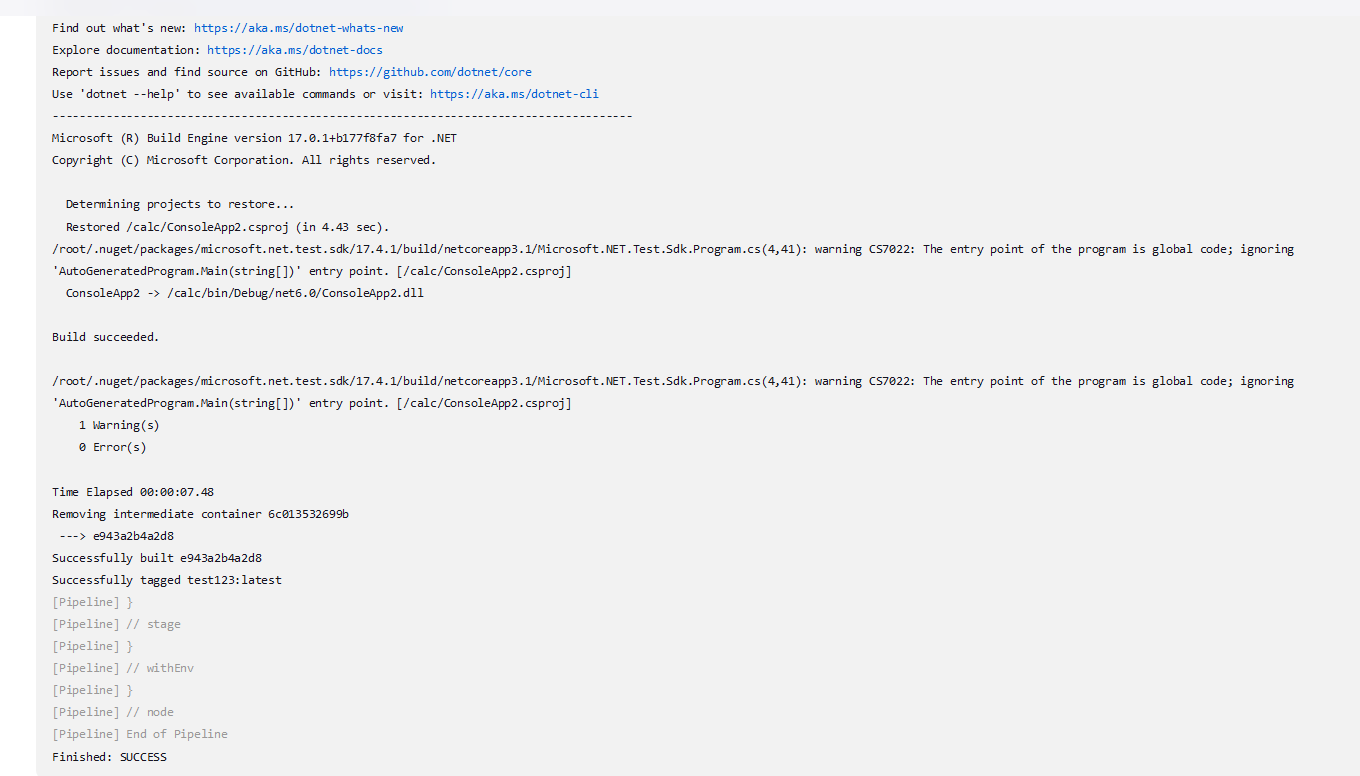 Find out what's new: https://aka.ms/dotnet-whats-new
Explore documentation: https://aka.ms/dotnet-docs
Report issues and find source on GitHub: https://github.com/dotnet/core
Use 'dotnet --help' to see available commands or visit: https://aka.ms/dotnet-cli
--------------------------------------------------------------------------------------
Microsoft (R) Build Engine version 17.0.1+b177f8fa7 for .NET
Copyright (C) Microsoft Corporation. All rights reserved.
Determining projects to restore...
Restored /calc/ConsoleApp2.csproj (in 4.43 sec).
/root/.nuget/packages/microsoft.net.test.sdk/17.4.1/build/netcoreapp3.1/Microsoft.NET.Test.Sdk.Program.cs(4,41): warning CS7022: The entry point of the program is global code; ignoring
'AutoGeneratedProgram.Main(string[])' entry point. [/calc/ConsoleApp2.csproj]
ConsoleApp2 -> /calc/bin/Debug/net6.0/ConsoleApp2.dll
Build succeeded.
/root/.nuget/packages/microsoft.net.test.sdk/17.4.1/build/netcoreapp3.1/Microsoft.NET.Test.Sdk.Program.cs(4,41): warning CS7022: The entry point of the program is global code; ignoring
'AutoGeneratedProgram.Main(string[])' entry point. [/calc/ConsoleApp2.csproj]
1 Warning(s)
0 Error(s)
Time Elapsed 00:00:07.48
Removing intermediate container 6c013532699b
---> e943a2b4a2d8
Successfully built e943a2b4a2d8
Successfully tagged test123:latest
[Pipeline] }
[Pipeline] // stage
[Pipeline] }
[Pipeline] // withEnv
[Pipeline] }
[Pipeline] // node
[Pipeline] End of Pipeline
Finished: SUCCESS